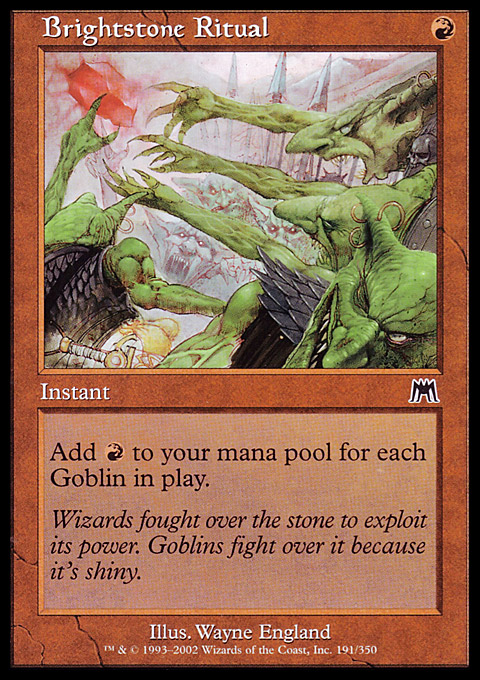 Brightstone Ritual
Instant
Add to your mana pool for each
Goblin in play.
Wizards fought over the stone to exploit
its power. Goblins fight over it because
it's shiny.
Illus. Wayne England
™ & © 1993–2002 Wizards of the Coast, Inc. 191/350